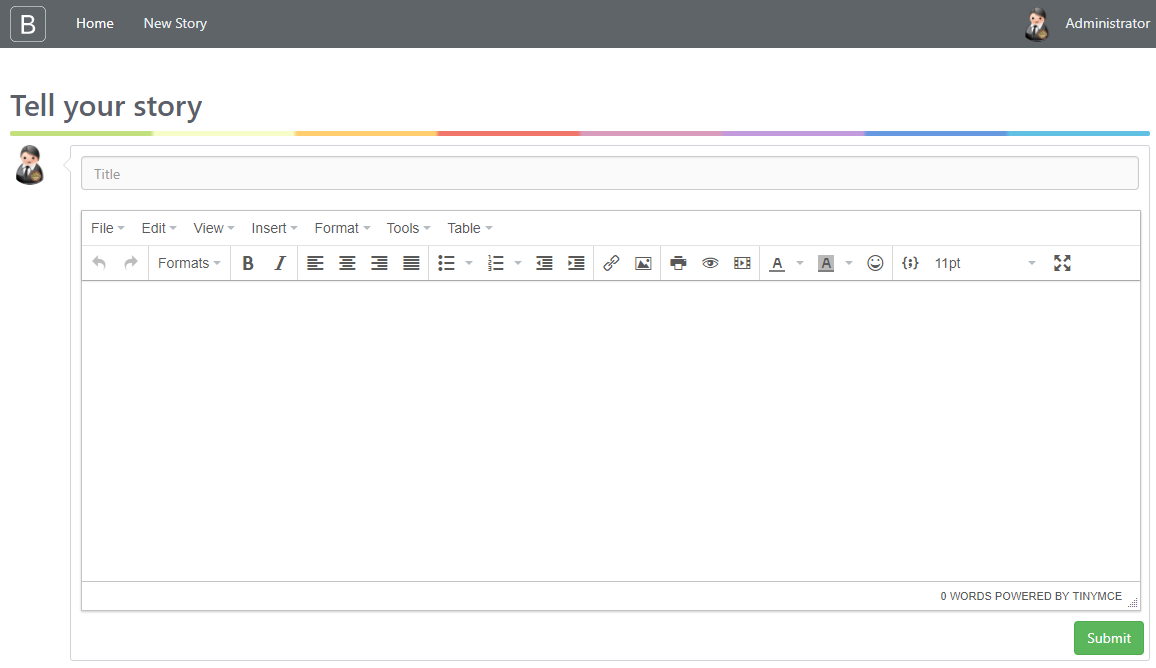 B Home New Story Administrator
Tell your story
Title
File Edit View Insert Format Tools Table
Formats B I A A 11pt
0 WORDS POWERED BY TINYMCE
Submit